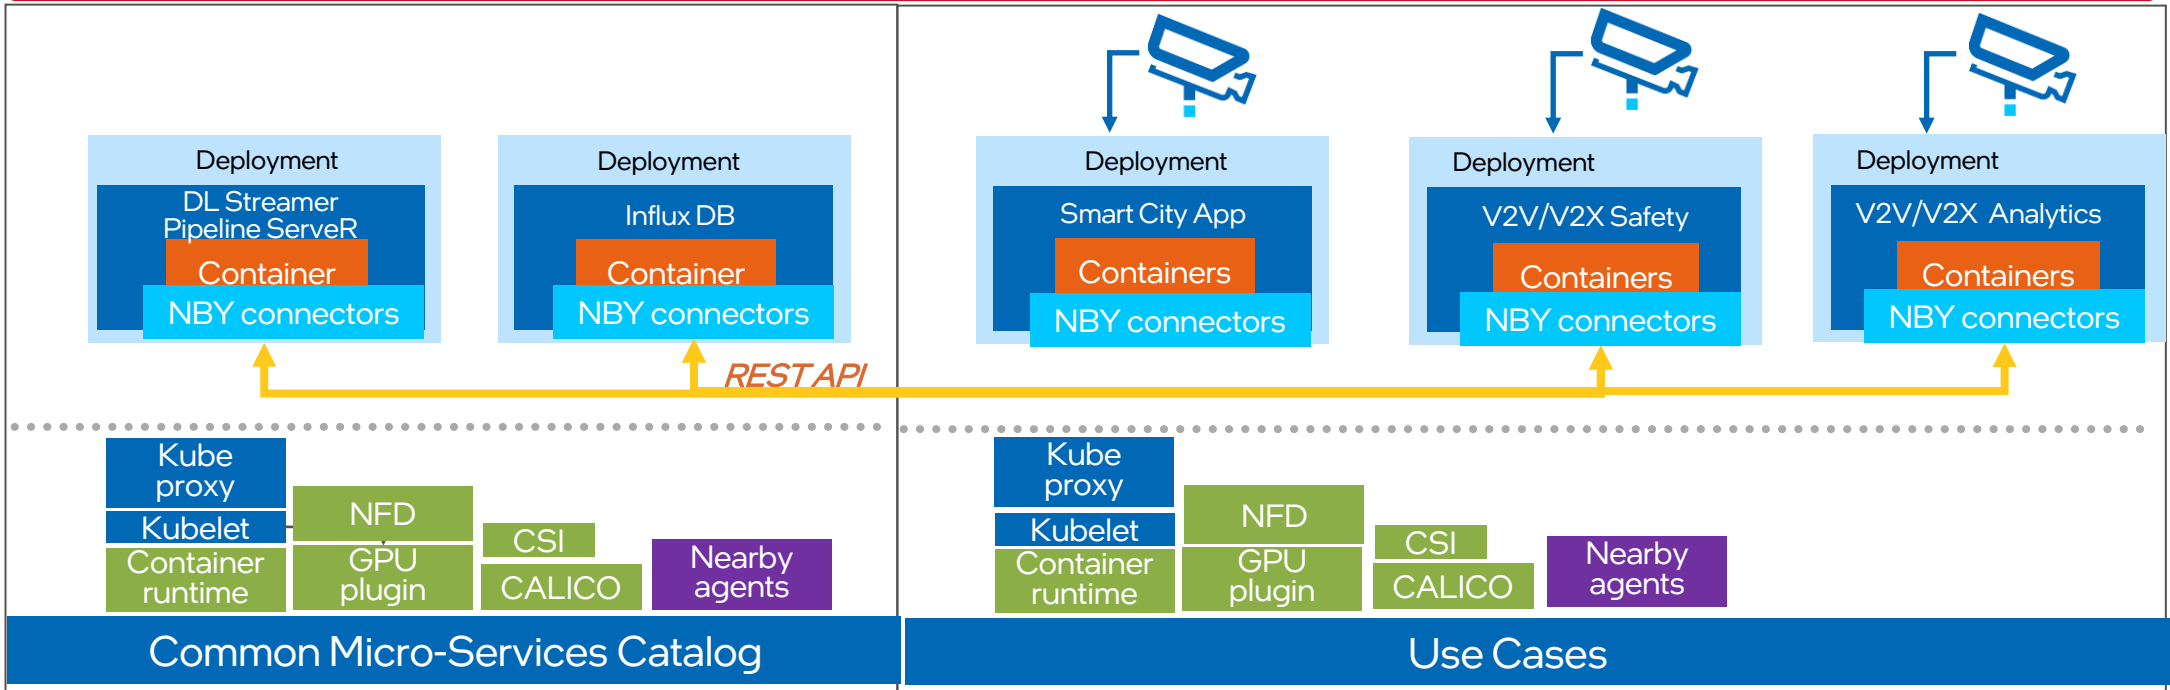 Deployment
DL Streamer
Pipeline ServeR
Container
NBY connectors
Deployment
Influx DB
Container
NBY connectors
Deployment
Smart City App
Containers
NBY connectors
Deployment
V2V/V2X Safety
Containers
NBY connectors
Deployment
V2V/V2X Analytics
Containers
NBY connectors
REST API
Kube
proxy
Kubelet
Container
runtime
NFD
GPU
plugin
CSI
CALICO
Nearby
agents
Kube
proxy
Kubelet
Container
runtime
NFD
GPU
plugin
CSI
CALICO
Nearby
agents
Common Micro-Services Catalog
Use Cases